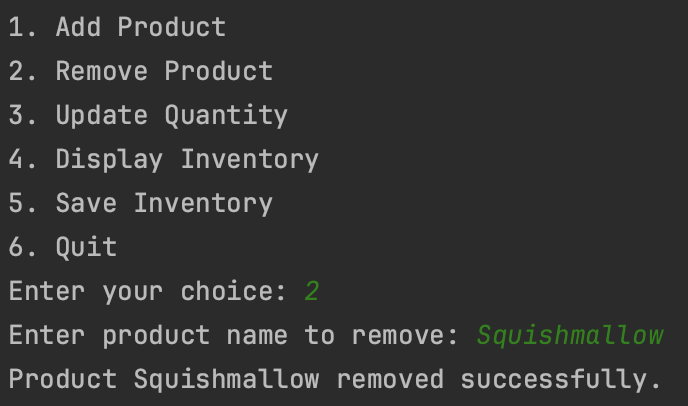 1. Add Product
2. Remove Product
3. Update Quantity
4. Display Inventory
5. Save Inventory
6. Quit
Enter your choice: 2
Enter product name to remove: Squishmallow
Product Squishmallow removed successfully.